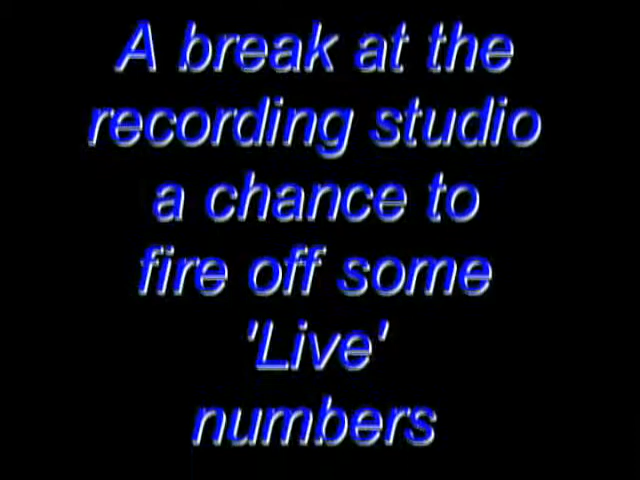 A break at the
recording studio
a chance to
fire off some
'Live'
numbers